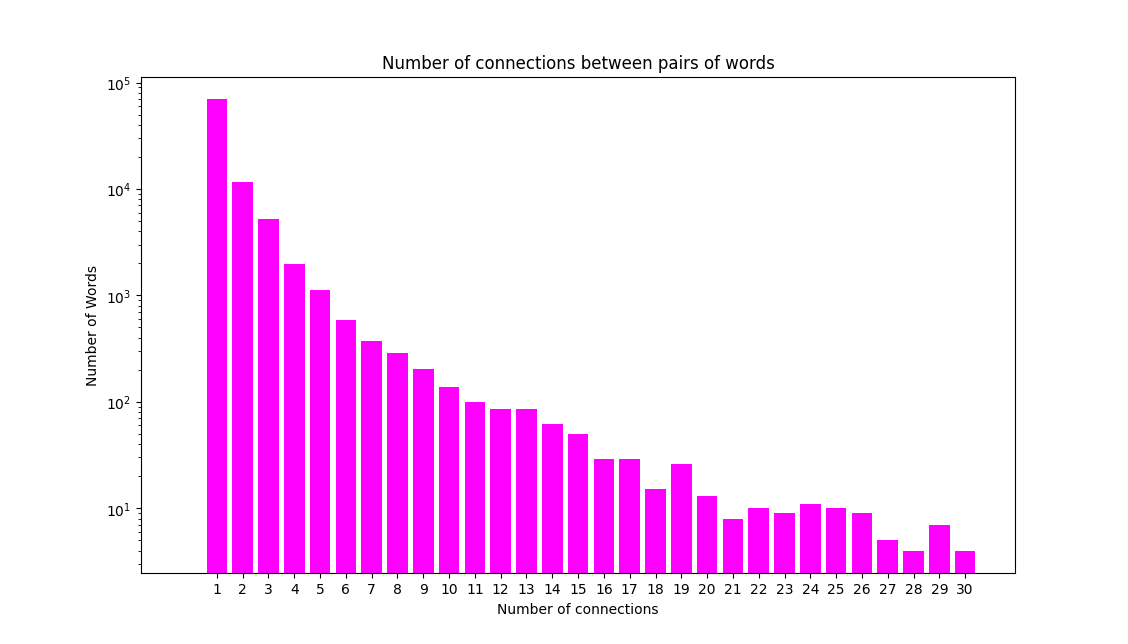 Number of connections between pairs of words
10^5
10^4
10^3
10^2
10^1
Number of Words
1 2 3 4 5 6 7 8 9 10 11 12 13 14 15 16 17 18 19 20 21 22 23 24 25 26 27 28 29 30
Number of connections